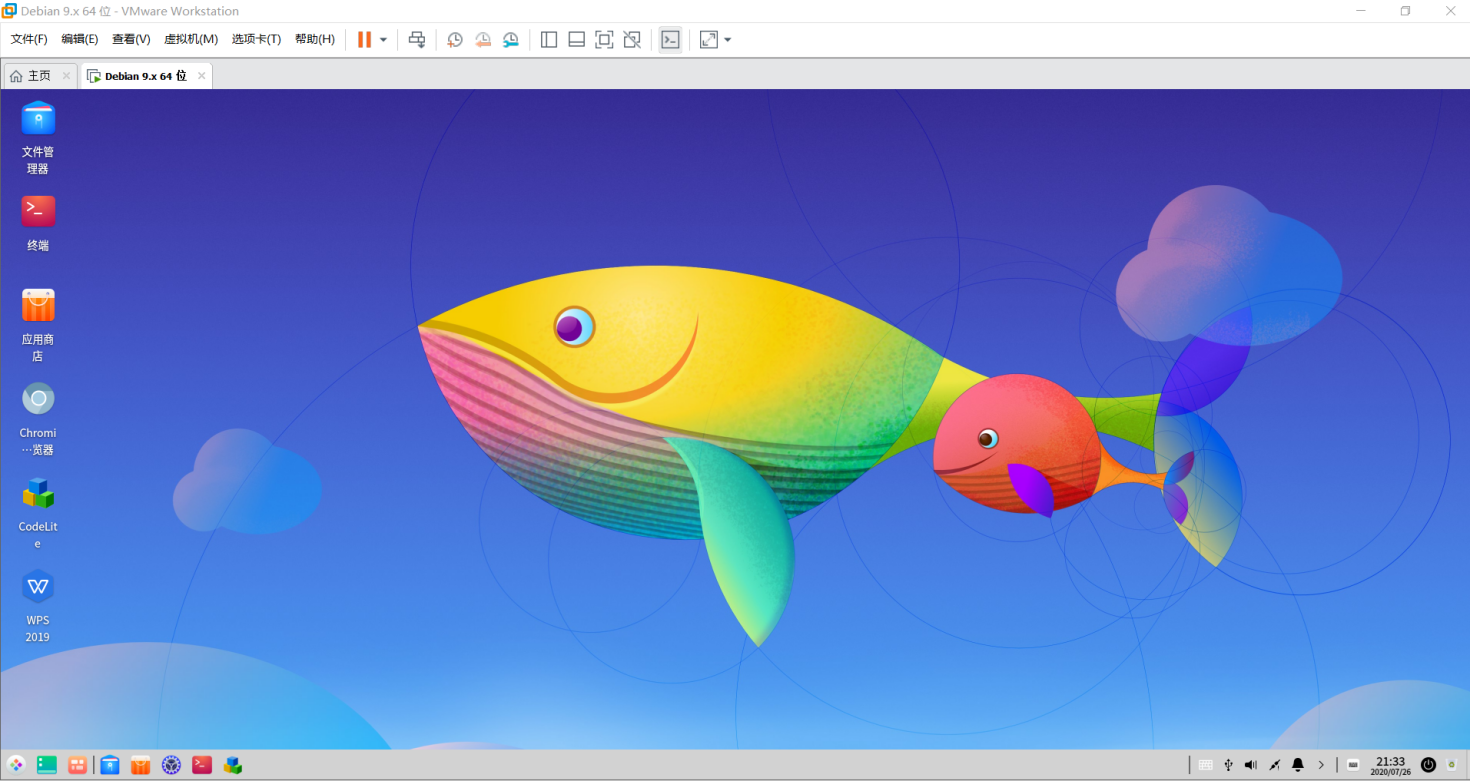 Debian 9.x 64 位 - VMware Workstation
文件(F) 编辑(E) 查看(V) 虚拟机(M) 选项卡(T) 帮助(H)
主页 Debian 9.x 64 位
文件管
理器
终端
应用商
店
Chromi
…览器
CodeLit
e
WPS
2019
21:33
2020/07/26